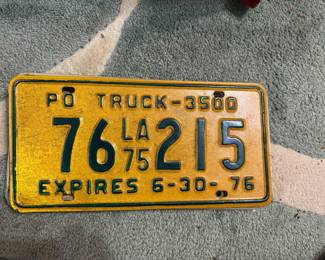 PO TRUCK-3500
76 LA 75 215
EXPIRES 6-30-76